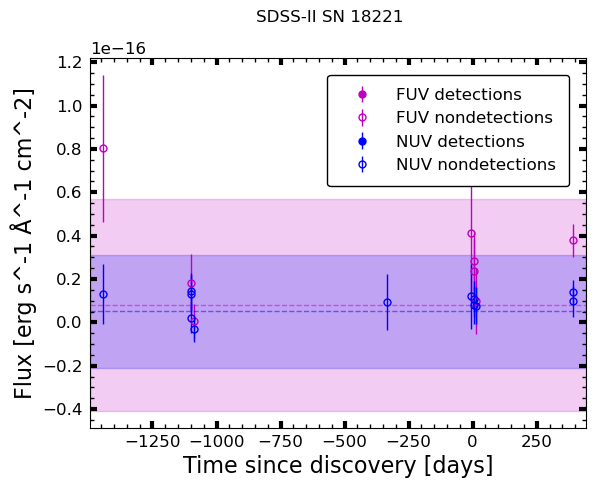 SDSS-II SN 18221
1e−16
FUV detections
FUV nondetections
NUV detections
NUV nondetections
1.2
1.0
0.8
0.6
0.4
0.2
0.0
−0.2
−0.4
Flux [erg s^-1 Å^-1 cm^-2]
−1250 −1000 −750 −500 −250 0 250
Time since discovery [days]